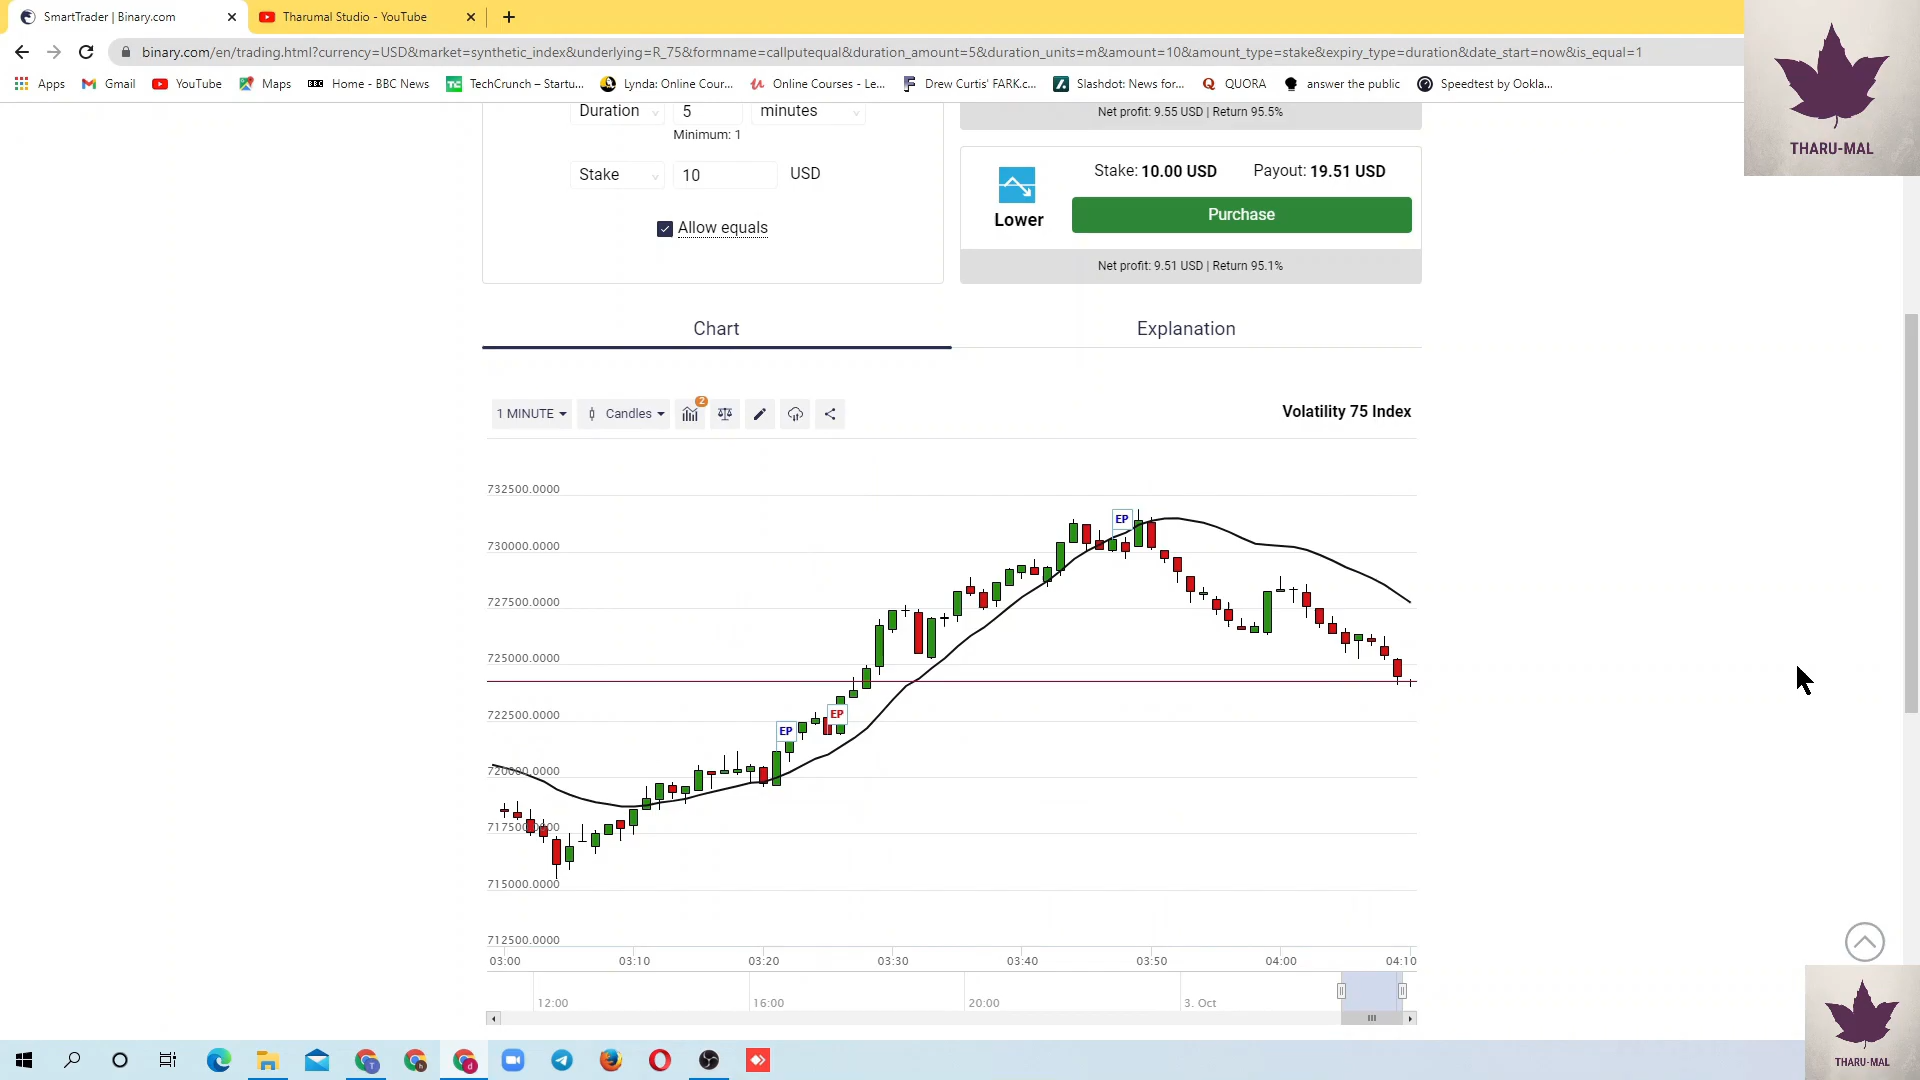 SmartTrader | Binary.com
Tharumal Studio - YouTube
binary.com/en/trading.html?currency=USD&market=synthetic_index&underlying=R_75&formname=callputequal&duration_amount=5&duration_units=m&amount=10&amount_type=stake&expiry_type=duration&date_start=now&is_equal=1
Apps Gmail YouTube Maps BBC Home - BBC News TechCrunch – Startu... Lynda: Online Cour... Online Courses - Le... Drew Curtis' FARK.c... Slashdot: News for... QUORA answer the public Speedtest by Ookla...
THARU-MAL
Duration 5 minutes
Minimum: 1
Stake 10 USD
Allow equals
Net profit: 9.55 USD | Return 95.5%
Stake: 10.00 USD Payout: 19.51 USD
Lower
Purchase
Net profit: 9.51 USD | Return 95.1%
Chart Explanation
1 MINUTE Candles 2
Volatility 75 Index
732500.0000
730000.0000
727500.0000
725000.0000
722500.0000
720000.0000
717500.0000
715000.0000
712500.0000
EP
EP
EP
03:00 03:10 03:20 03:30 03:40 03:50 04:00 04:10
12:00 16:00 20:00 3. Oct
THARU-MAL